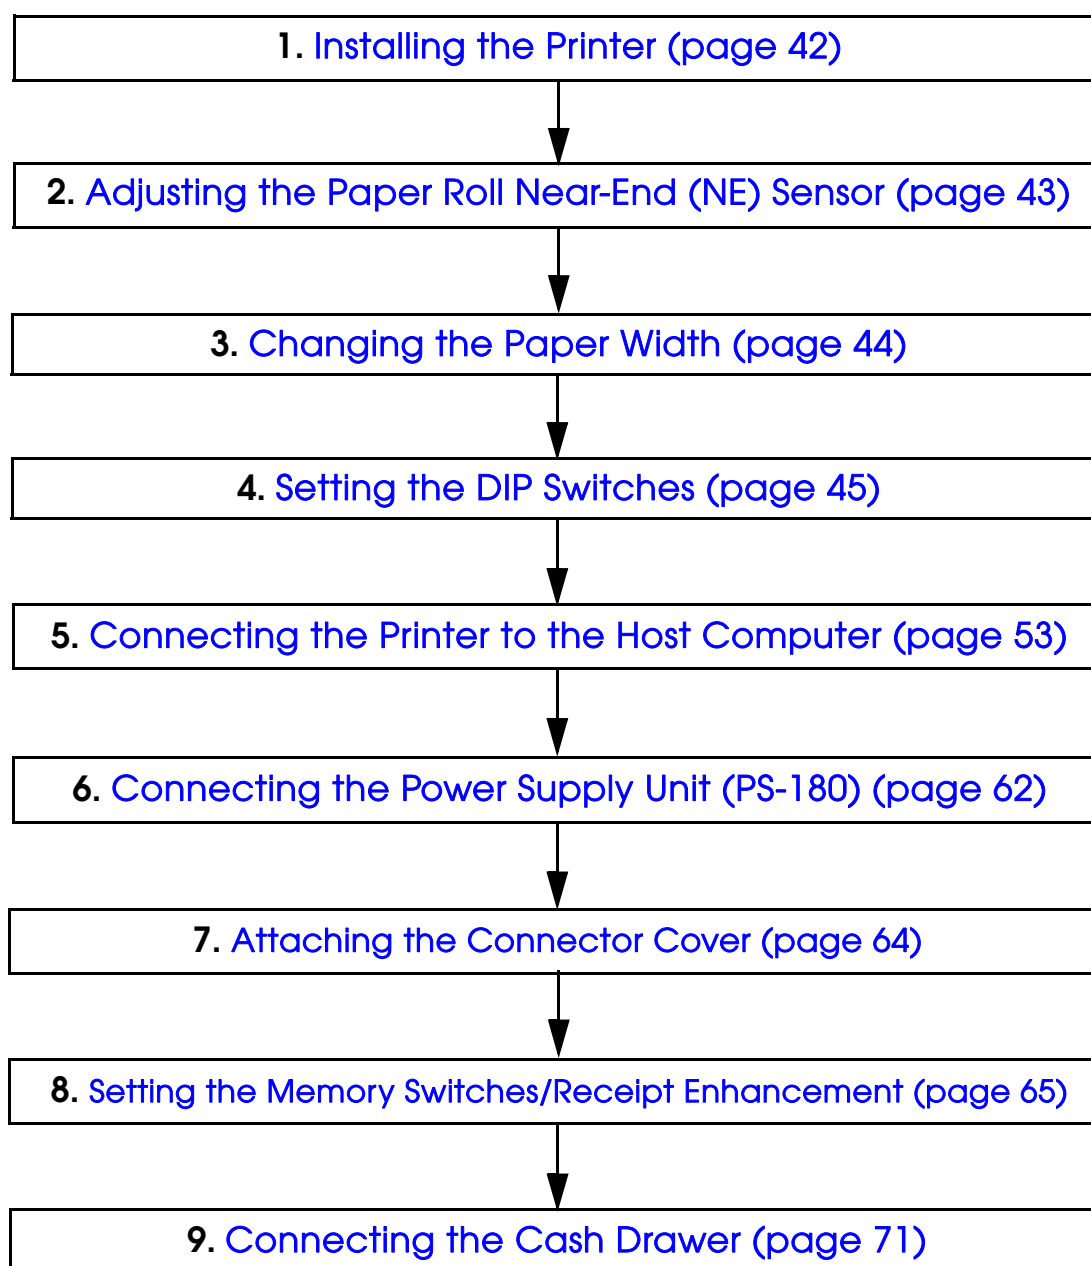 1. Installing the Printer (page 42)
2. Adjusting the Paper Roll Near-End (NE) Sensor (page 43)
3. Changing the Paper Width (page 44)
4. Setting the DIP Switches (page 45)
5. Connecting the Printer to the Host Computer (page 53)
6. Connecting the Power Supply Unit (PS-180) (page 62)
7. Attaching the Connector Cover (page 64)
8. Setting the Memory Switches/Receipt Enhancement (page 65)
9. Connecting the Cash Drawer (page 71)